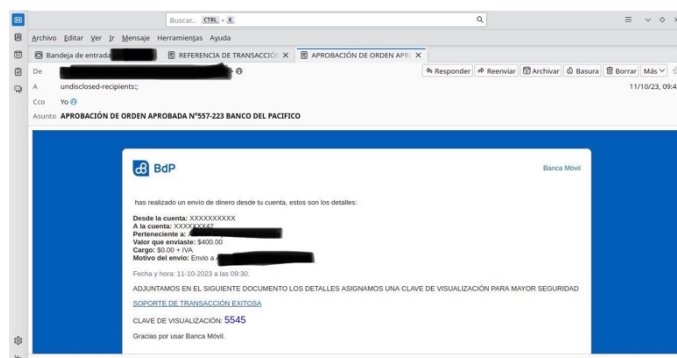 Buscar... CTRL + K
Archivo Editar Ver Ir Mensaje Herramientas Ayuda
Bandeja de entrada REFERENCIA DE TRANSACCIÓN APROBACIÓN DE ORDEN APR
De Responder Reenviar Archivar Basura Borrar Más
A undisclosed-recipients:; 11/10/23, 09:4
Cco Yo
Asunto APROBACIÓN DE ORDEN APROBADA N°557-223 BANCO DEL PACIFICO
BdP Banca Móvil
has realizado un envio de dinero desde tu cuenta, estos son los detalles:
Desde la cuenta: XXXXXXXXXX
A la cuenta:
Perteneciente a:
Valor que enviaste: $400.00
Cargo: $0.00 + IVA
Motivo del envio: Envio a
Fecha y hora: 11-10-2023 a las 09:30.
ADJUNTAMOS EN EL SIGUIENTE DOCUMENTO LOS DETALLES ASIGNAMOS UNA CLAVE DE VISUALIZACIÓN PARA MAYOR SEGURIDAD
SOPORTE DE TRANSACCIÓN EXITOSA
CLAVE DE VISUALIZACIÓN: 5545
Gracias por usar Banca Móvil.